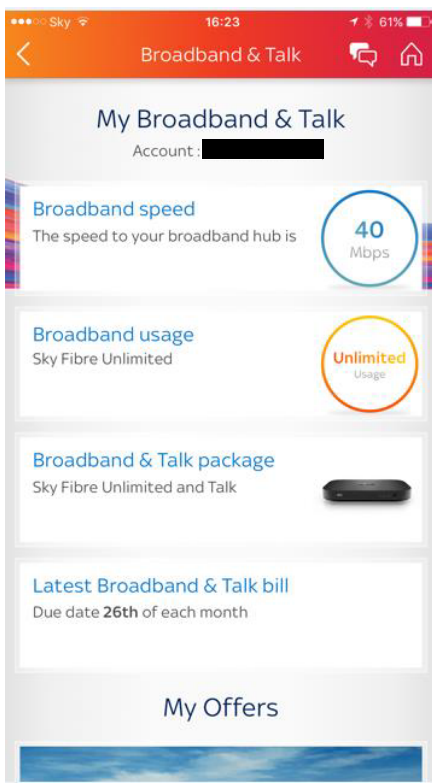 Sky 16:23 61%
Broadband & Talk
My Broadband & Talk
Account :
Broadband speed
The speed to your broadband hub is
40
Mbps
Broadband usage
Sky Fibre Unlimited
Unlimited
Usage
Broadband & Talk package
Sky Fibre Unlimited and Talk
Latest Broadband & Talk bill
Due date 26th of each month
My Offers